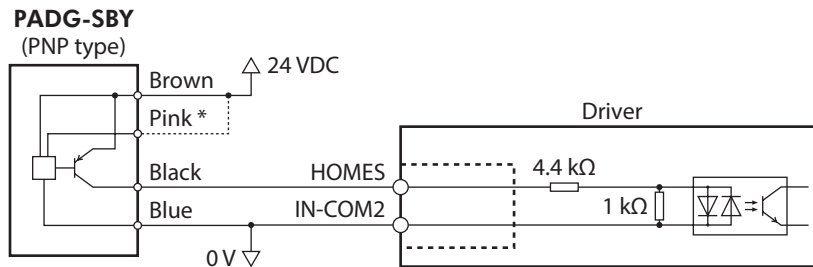 PADG-SBY
(PNP type)
Brown
24 VDC
Pink *
Driver
Black
HOMES
4.4 kΩ
1 kΩ
Blue
IN-COM2
0 V